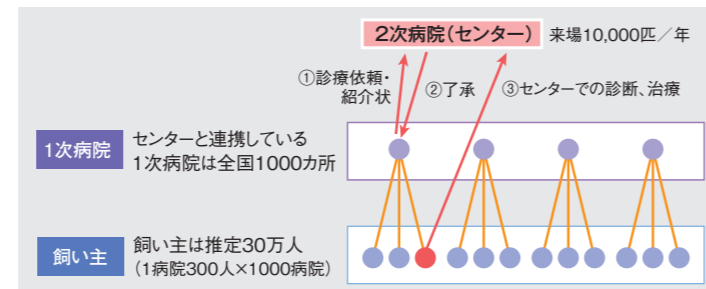 2次病院（センター） 来場10,000匹／年
①診療依頼・
紹介状
②了承
③センターでの診断、治療
1次病院
センターと連携している
1次病院は全国1000カ所
飼い主
飼い主は推定30万人
（1病院300人×1000病院）